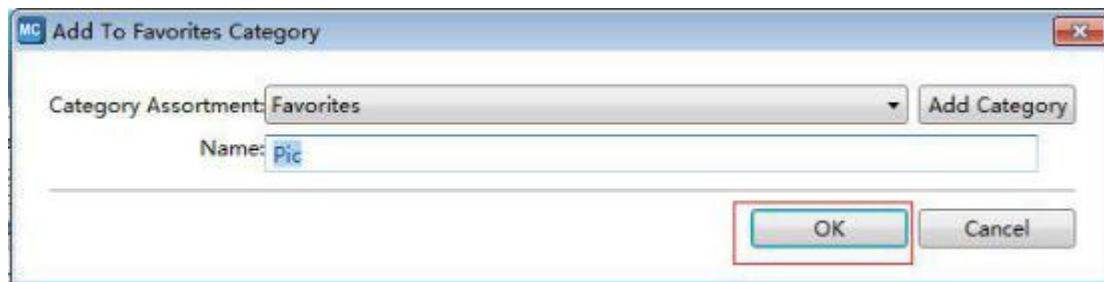 MC Add To Favorites Category
Category Assortment: Favorites Add Category
Name: Pic
OK Cancel